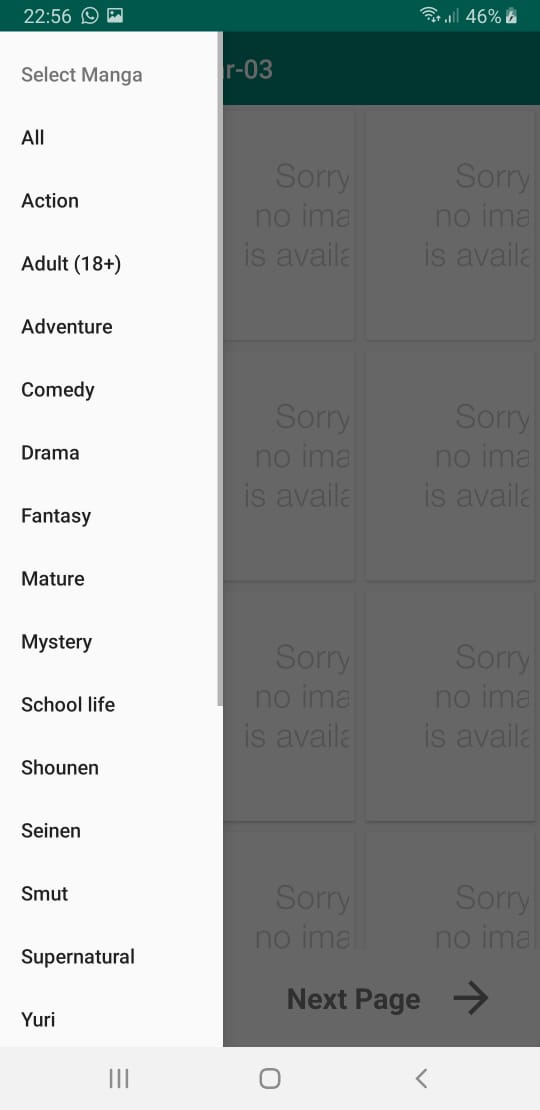 22:56
46%
Select Manga
r-03
All
Action
Adult (18+)
Adventure
Comedy
Drama
Fantasy
Mature
Mystery
School life
Shounen
Seinen
Smut
Supernatural
Yuri
Sorry
no ima
is availa
Sorry
no ima
is availa
Sorry
no ima
is availa
Sorry
no ima
is availa
Sorry
no ima
is availa
Sorry
no ima
is availa
Sorry
no ima
Sorry
no ima
Next Page